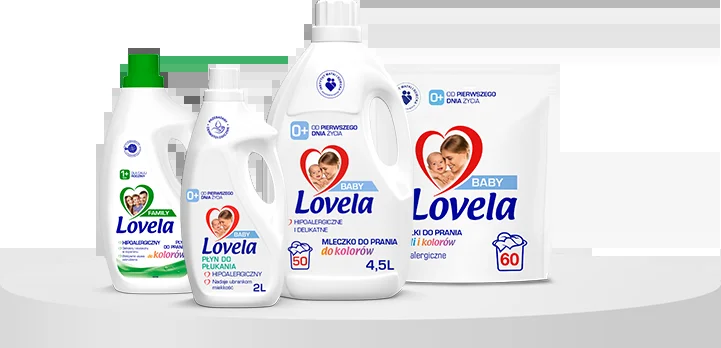 1+
FAMILY
Lovela
HIPOALERGICZNY
PŁYN
DO PRANIA
do kolorów
0+
OD PIERWSZEGO
DNIA ŻYCIA
BABY
Lovela
PŁYN DO
PŁUKANIA
HIPOALERGICZNY
Nadaje ubrankom
miękkość
2L
0+
OD PIERWSZEGO
DNIA ŻYCIA
BABY
Lovela
HIPOALERGICZNE
I DELIKATNE
MLECZKO DO PRANIA
do kolorów
50
4,5L
0+
OD PIERWSZEGO
DNIA ŻYCIA
BABY
Lovela
ŁKI DO PRANIA
i kolorów
alergiczne
60